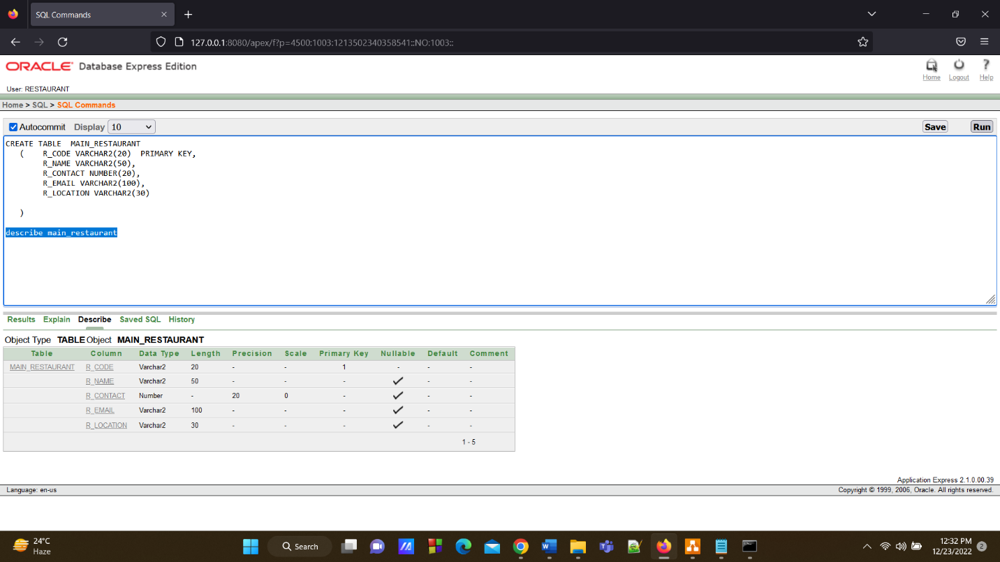 SQL Commands
127.0.0.1:8080/apex/f?p=4500:1003:1213502340358541::NO:1003::
ORACLE Database Express Edition
Home Logout Help
User: RESTAURANT
Home > SQL > SQL Commands
Autocommit Display 10 Save Run
CREATE TABLE MAIN_RESTAURANT
( R_CODE VARCHAR2(20) PRIMARY KEY,
R_NAME VARCHAR2(50),
R_CONTACT NUMBER(20),
R_EMAIL VARCHAR2(100),
R_LOCATION VARCHAR2(30)
)
describe main_restaurant
Results Explain Describe Saved SQL History
Object Type TABLE Object MAIN_RESTAURANT
Table Column Data Type Length Precision Scale Primary Key Nullable Default Comment
MAIN_RESTAURANT R_CODE Varchar2 20 - - 1 - - -
R_NAME Varchar2 50 - - - ✓ - -
R_CONTACT Number - 20 0 - ✓ - -
R_EMAIL Varchar2 100 - - - ✓ - -
R_LOCATION Varchar2 30 - - - ✓ - -
1 - 5
Application Express 2.1.0.00.39
Language: en-us Copyright © 1999, 2006, Oracle. All rights reserved.
24°C
Haze
Search
12:32 PM
12/23/2022
2